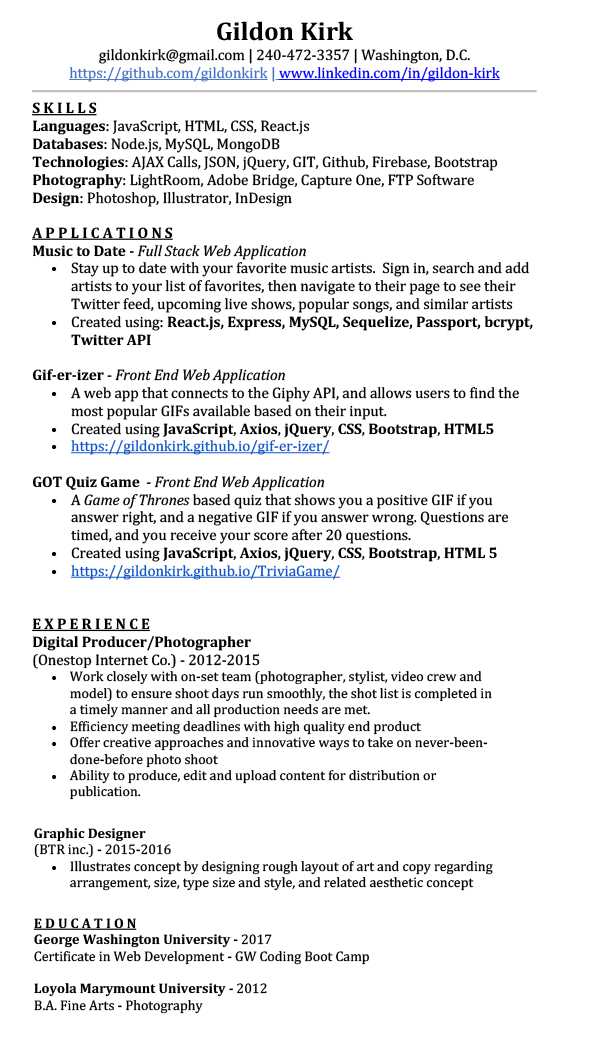 Gildon Kirk
gildonkirk@gmail.com | 240-472-3357 | Washington, D.C.
https://github.com/gildonkirk | www.linkedin.com/in/gildon-kirk
SKILLS
Languages: JavaScript, HTML, CSS, React.js
Databases: Node.js, MySQL, MongoDB
Technologies: AJAX Calls, JSON, jQuery, GIT, Github, Firebase, Bootstrap
Photography: LightRoom, Adobe Bridge, Capture One, FTP Software
Design: Photoshop, Illustrator, InDesign
APPLICATIONS
Music to Date - Full Stack Web Application
• Stay up to date with your favorite music artists. Sign in, search and add
artists to your list of favorites, then navigate to their page to see their
Twitter feed, upcoming live shows, popular songs, and similar artists
• Created using: React.js, Express, MySQL, Sequelize, Passport, bcrypt,
Twitter API
Gif-er-izer - Front End Web Application
• A web app that connects to the Giphy API, and allows users to find the
most popular GIFs available based on their input.
• Created using JavaScript, Axios, jQuery, CSS, Bootstrap, HTML5
• https://gildonkirk.github.io/gif-er-izer/
GOT Quiz Game - Front End Web Application
• A Game of Thrones based quiz that shows you a positive GIF if you
answer right, and a negative GIF if you answer wrong. Questions are
timed, and you receive your score after 20 questions.
• Created using JavaScript, Axios, jQuery, CSS, Bootstrap, HTML 5
• https://gildonkirk.github.io/TriviaGame/
EXPERIENCE
Digital Producer/Photographer
(Onestop Internet Co.) - 2012-2015
• Work closely with on-set team (photographer, stylist, video crew and
model) to ensure shoot days run smoothly, the shot list is completed in
a timely manner and all production needs are met.
• Efficiency meeting deadlines with high quality end product
• Offer creative approaches and innovative ways to take on never-been-
done-before photo shoot
• Ability to produce, edit and upload content for distribution or
publication.
Graphic Designer
(BTR inc.) - 2015-2016
• Illustrates concept by designing rough layout of art and copy regarding
arrangement, size, type size and style, and related aesthetic concept
EDUCATION
George Washington University - 2017
Certificate in Web Development - GW Coding Boot Camp
Loyola Marymount University - 2012
B.A. Fine Arts - Photography